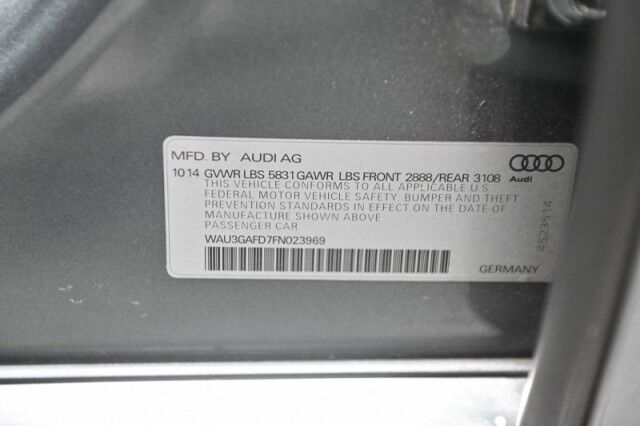 MFD. BY AUDI AG
1014 GVWR LBS 5831 GAWR LBS FRONT 2888/REAR 3108
THIS VEHICLE CONFORMS TO ALL APPLICABLE U.S.
FEDERAL MOTOR VEHICLE SAFETY, BUMPER AND THEFT
PREVENTION STANDARDS IN EFFECT ON THE DATE OF
MANUFACTURE SHOWN ABOVE
PASSENGER CAR
WAU3GAFD7FN023969
GERMANY
Audi
4523514